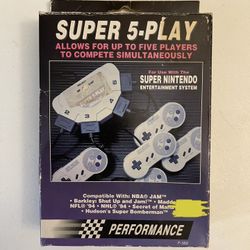 SUPER 5-PLAY
ALLOWS FOR UP TO FIVE PLAYERS
TO COMPETE SIMULTANEOUSLY
For Use With The
SUPER NINTENDO
ENTERTAINMENT SYSTEM
Compatible With: NBA® JAM™
• Barkley: Shut Up and Jam!™ •
NFL® '94 • NHL® '94 • Secret of
• Hudson's Super Bomberman™
PERFORMANCE